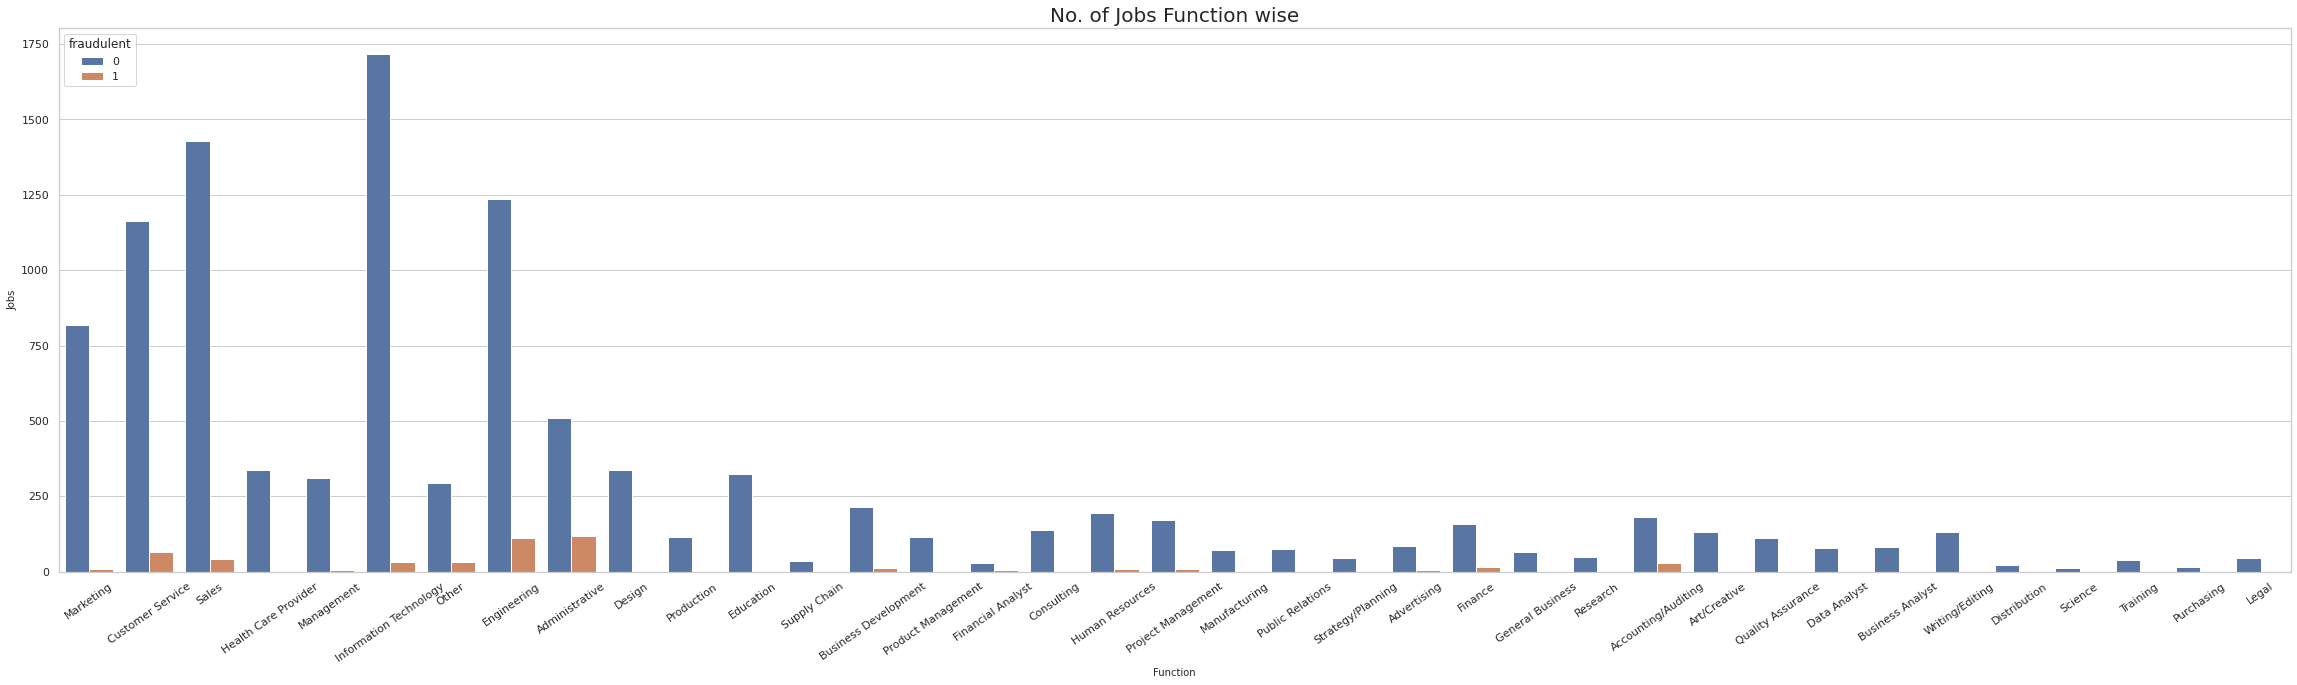 No. of Jobs Function wise
fraudulent
0
1
1750
1500
1250
1000
750
500
250
0
Jobs
Marketing
Customer Service
Sales
Health Care Provider
Management
Information Technology
Other
Engineering
Administrative
Design
Production
Education
Supply Chain
Business Development
Product Management
Financial Analyst
Consulting
Human Resources
Project Management
Manufacturing
Public Relations
Strategy/Planning
Advertising
Finance
General Business
Research
Accounting/Auditing
Art/Creative
Quality Assurance
Data Analyst
Business Analyst
Writing/Editing
Distribution
Science
Training
Purchasing
Legal
Function